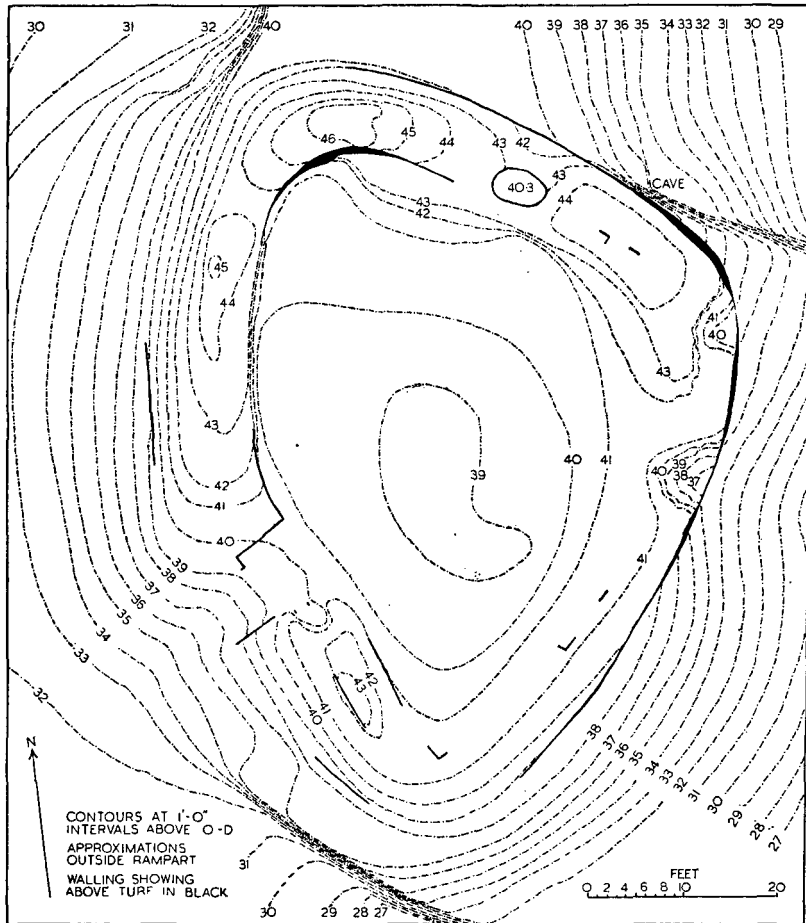 30 31 32 40
40 39 38 37 36 35 34 33 32 31 30 29
46 45 44 43 42
43 CAVE
40·3 44
43
42
45
44
41
40
43
43
42
41
40
39
40 41
40 39 38 37
40
39
38
37
36
35
34
33
32
41
42
43
41
40
38
37
36
35
34
33
32
31
30
29
28
27
N
CONTOURS AT 1'-0"
INTERVALS ABOVE O-D
APPROXIMATIONS
OUTSIDE RAMPART
WALLING SHOWING
ABOVE TURF IN BLACK
31
30 29 28 27
FEET
0 2 4 6 8 10 20